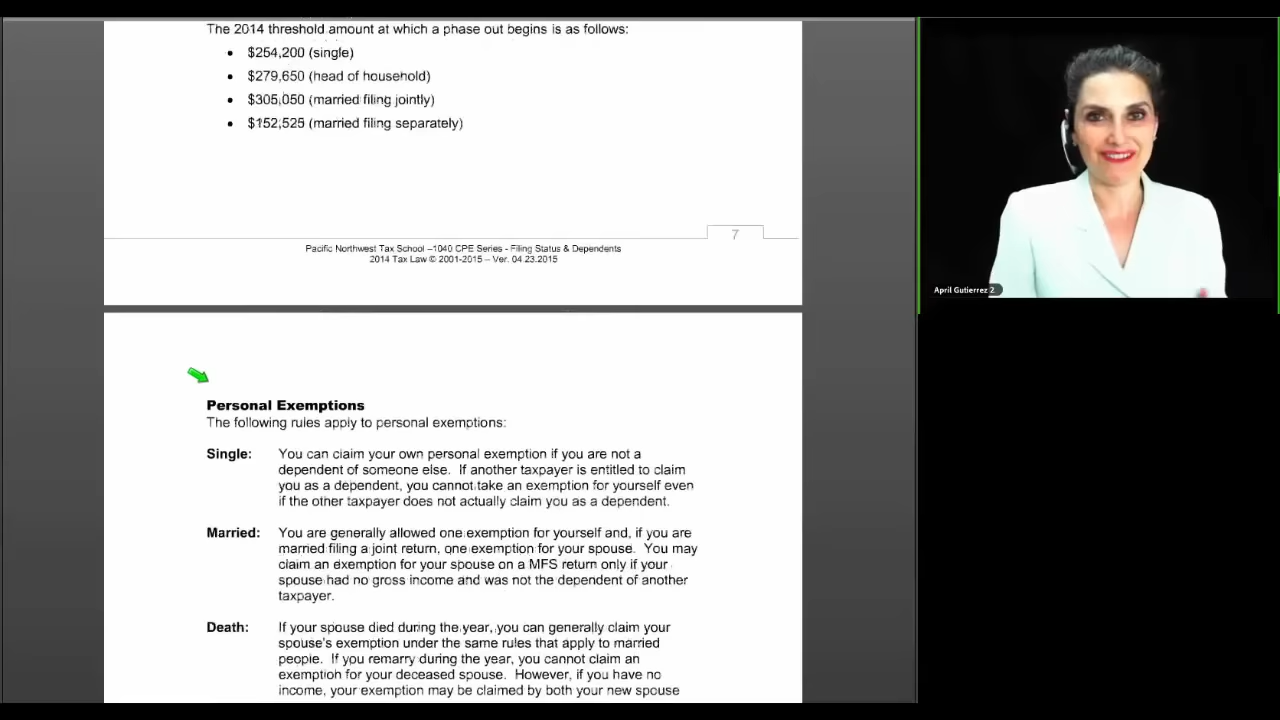 The 2014 threshold amount at which a phase out begins is as follows:
• $254,200 (single)
• $279,650 (head of household)
• $305,050 (married filing jointly)
• $152,525 (married filing separately)
7
Pacific Northwest Tax School –1040 CPE Series - Filing Status & Dependents
2014 Tax Law © 2001-2015 – Ver. 04.23.2015
April Gutierrez 2
Personal Exemptions
The following rules apply to personal exemptions:
Single: You can claim your own personal exemption if you are not a
dependent of someone else. If another taxpayer is entitled to claim
you as a dependent, you cannot take an exemption for yourself even
if the other taxpayer does not actually claim you as a dependent.
Married: You are generally allowed one exemption for yourself and, if you are
married filing a joint return, one exemption for your spouse. You may
claim an exemption for your spouse on a MFS return only if your
spouse had no gross income and was not the dependent of another
taxpayer.
Death: If your spouse died during the year, you can generally claim your
spouse's exemption under the same rules that apply to married
people. If you remarry during the year, you cannot claim an
exemption for your deceased spouse. However, if you have no
income, your exemption may be claimed by both your new spouse